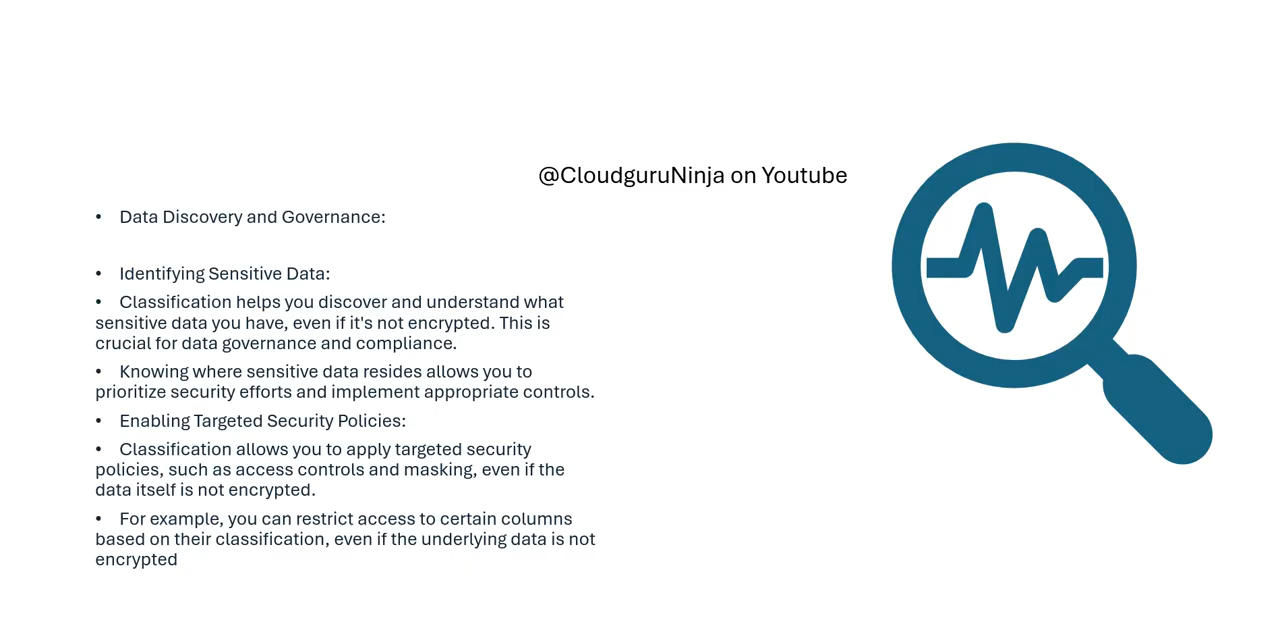 @CloudguruNinja on Youtube
• Data Discovery and Governance:
• Identifying Sensitive Data:
• Classification helps you discover and understand what
sensitive data you have, even if it's not encrypted. This is
crucial for data governance and compliance.
• Knowing where sensitive data resides allows you to
prioritize security efforts and implement appropriate controls.
• Enabling Targeted Security Policies:
• Classification allows you to apply targeted security
policies, such as access controls and masking, even if the
data itself is not encrypted.
• For example, you can restrict access to certain columns
based on their classification, even if the underlying data is not
encrypted